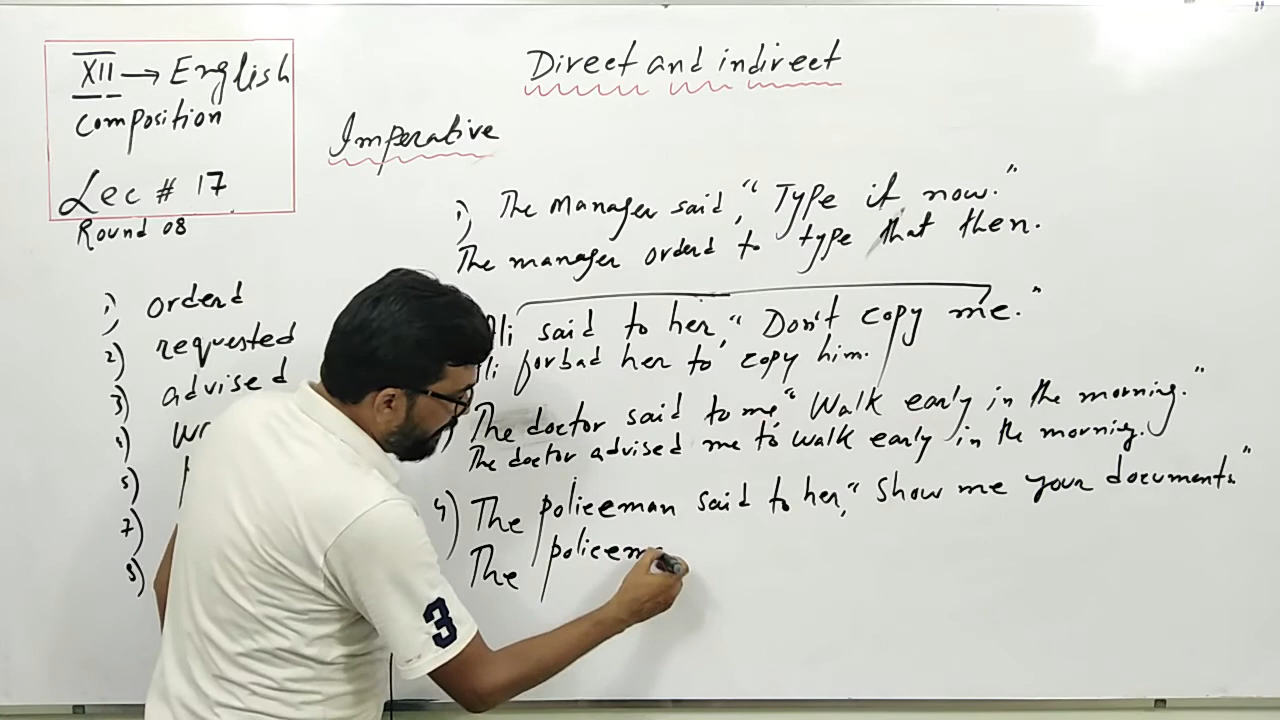 XII → English
composition
Lec # 17
Round 08
Direct and indirect
Imperative
1) The Manager said, "Type it now."
The manager orderd to type that then.
said to her, "Don't copy me."
forbad her to copy him.
The doctor said to me "Walk early in the morning."
The doctor advised me to walk early in the morning.
4) The policeman said to her, "Show me your documents."
The policem
1) orderd
2) requested
3) advised
4)
5)
7)
8)
3